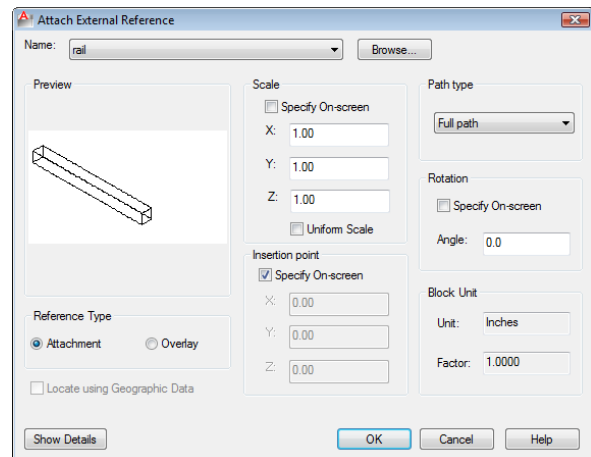 Attach External Reference
Name: rail Browse...
Preview
Scale
Specify On-screen
X: 1.00
Y: 1.00
Z: 1.00
Uniform Scale
Path type
Full path
Rotation
Specify On-screen
Angle: 0.0
Insertion point
Specify On-screen
X: 0.00
Y: 0.00
Z: 0.00
Block Unit
Unit: Inches
Factor: 1.0000
Reference Type
Attachment Overlay
Locate using Geographic Data
Show Details OK Cancel Help